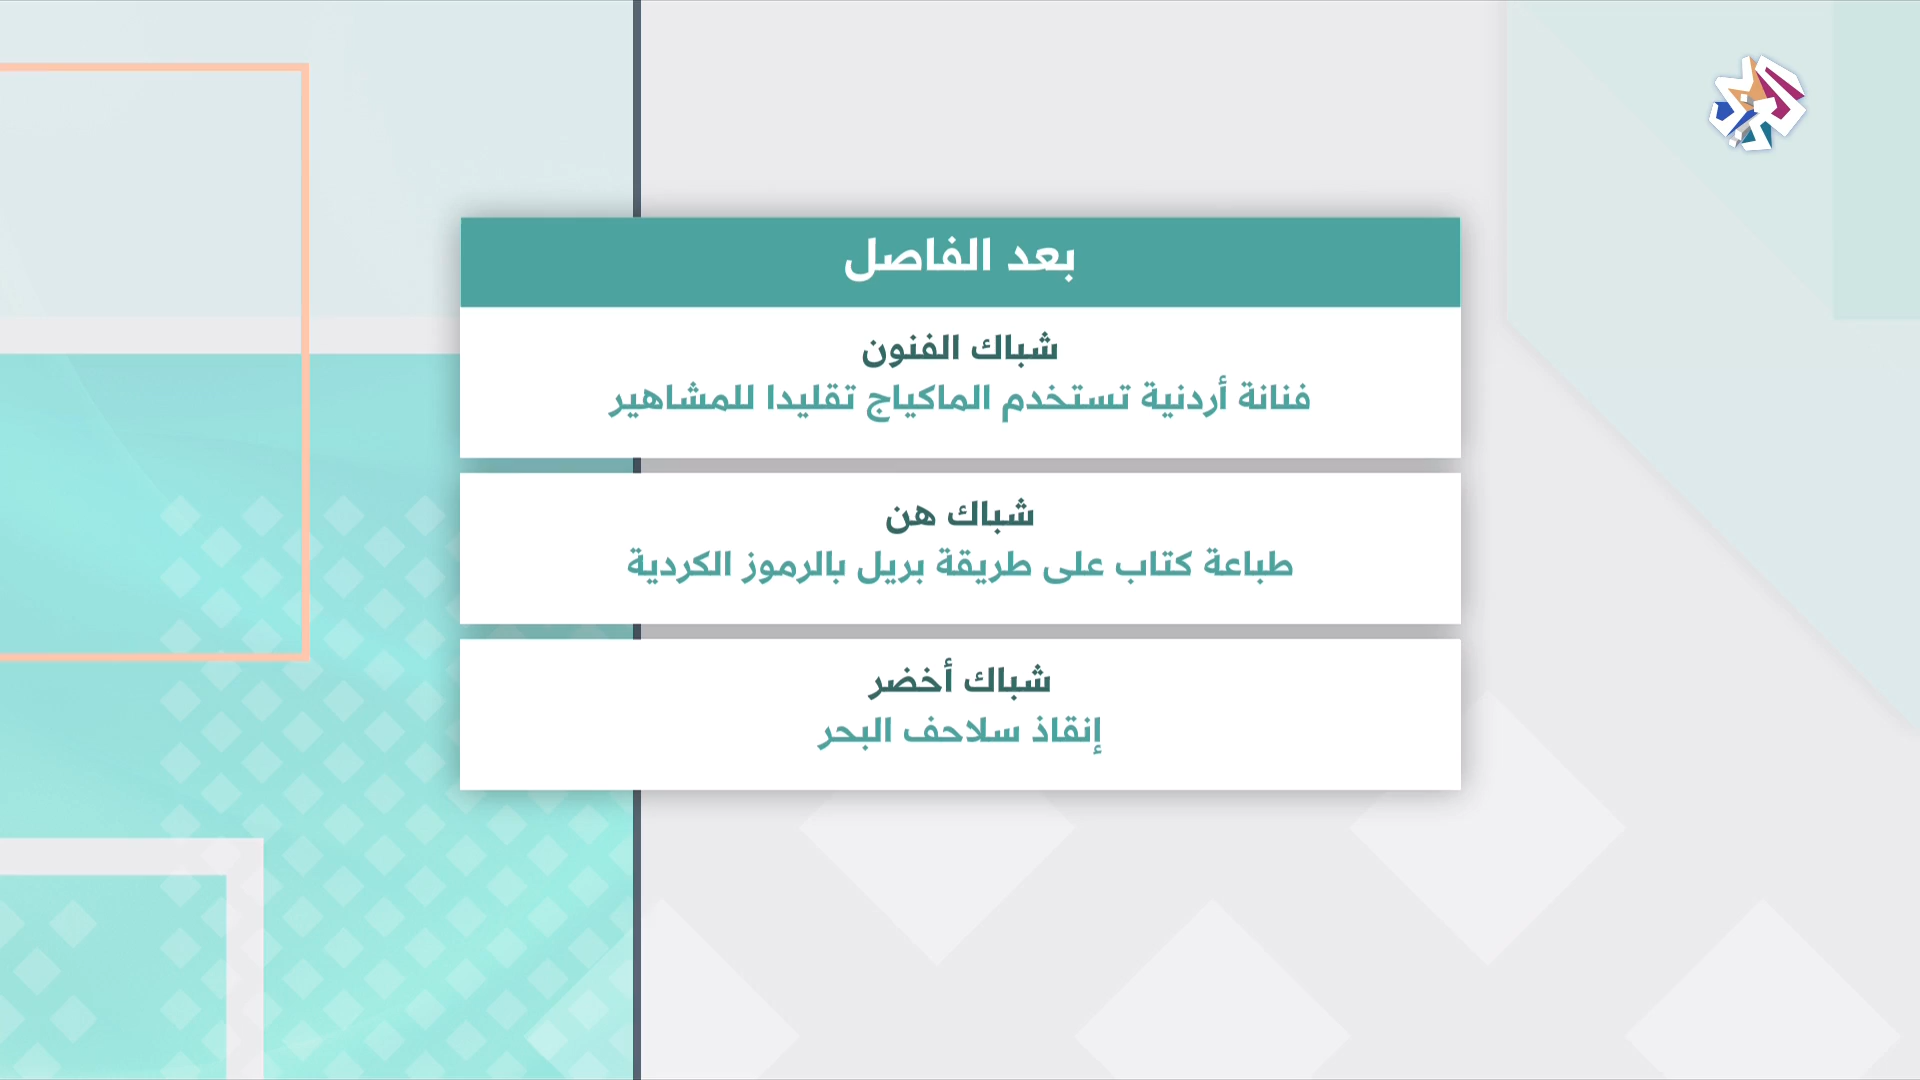 بعد الفاصل
شباك الفنون
فنانة أردنية تستخدم الماكياج تقليدا للمشاهير
شباك هن
طباعة كتاب على طريقة بريل بالرموز الكردية
شباك أخضر
إنقاذ سلاحف البحر